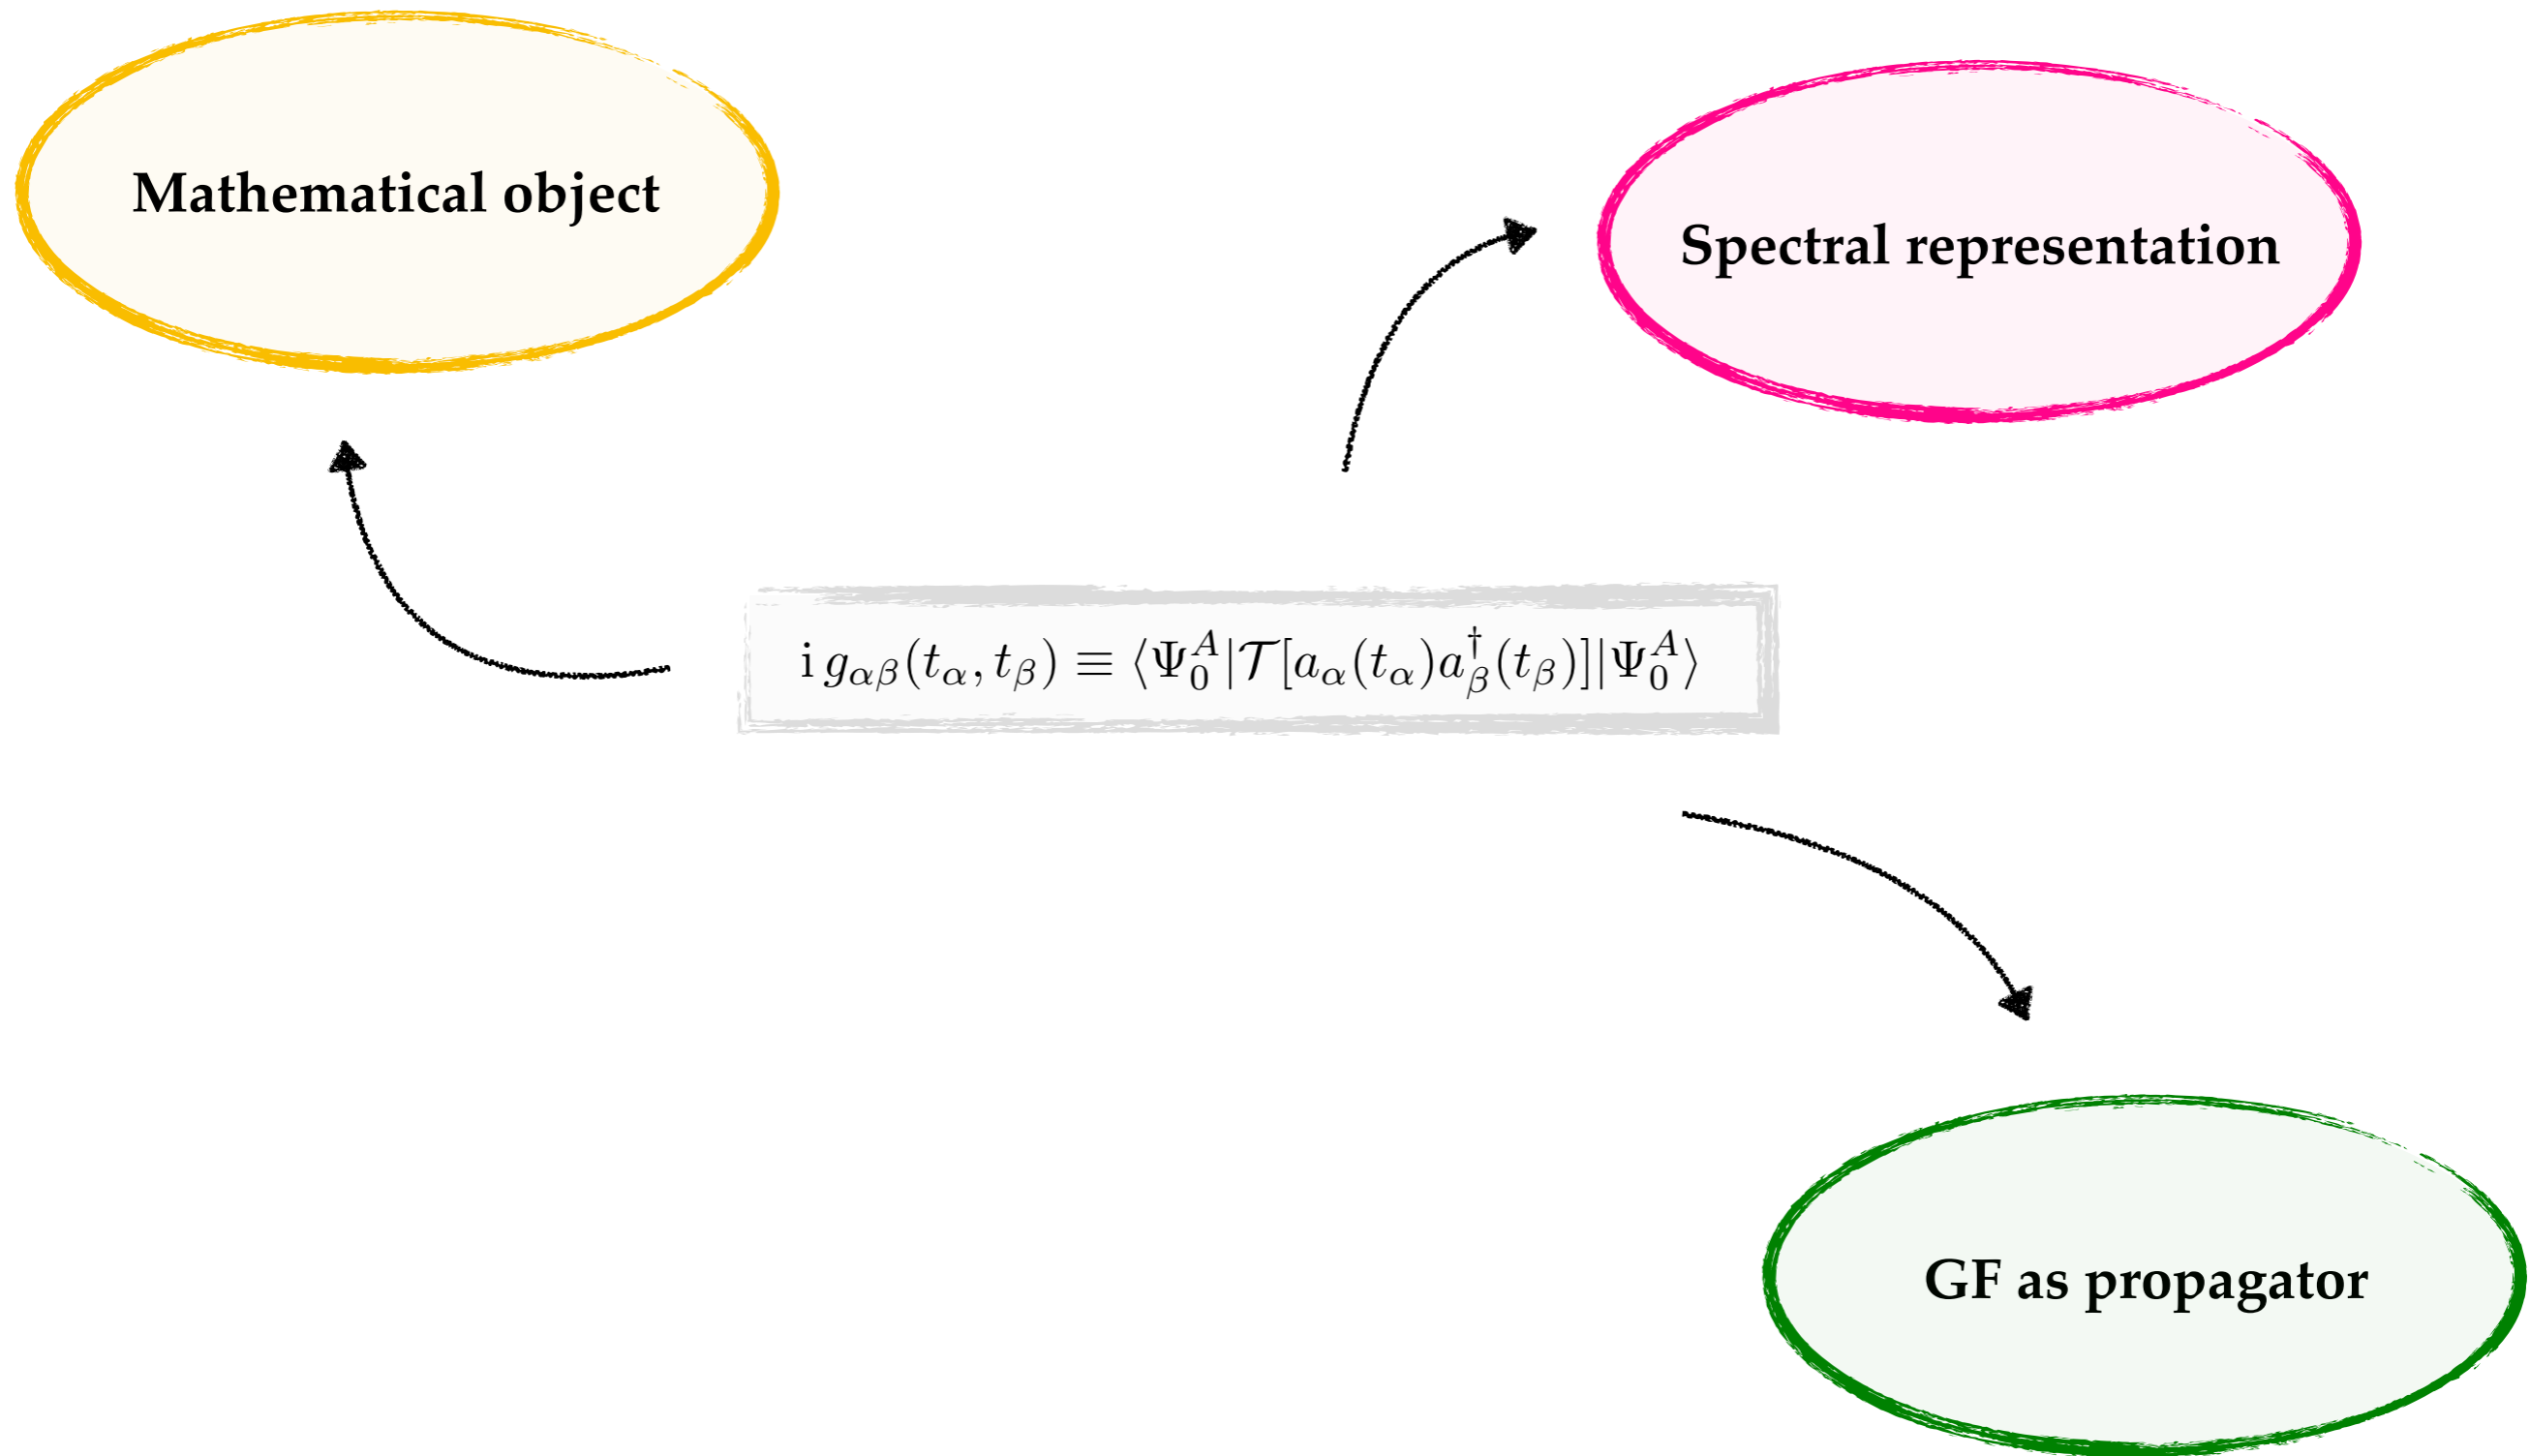 Mathematical object
Spectral representation
i g_{αβ}(t_α, t_β) ≡ ⟨Ψ_0^A|𝒯[a_α(t_α)a_β^†(t_β)]|Ψ_0^A⟩
GF as propagator